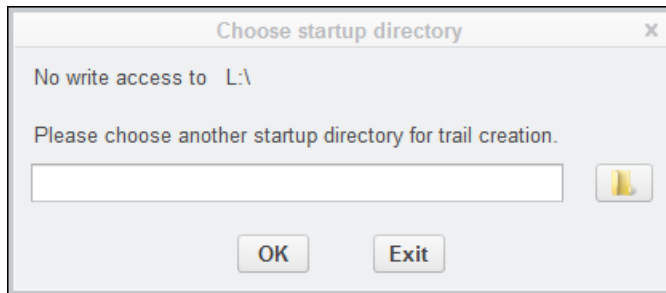 Choose startup directory x
No write access to L:\
Please choose another startup directory for trail creation.
OK Exit